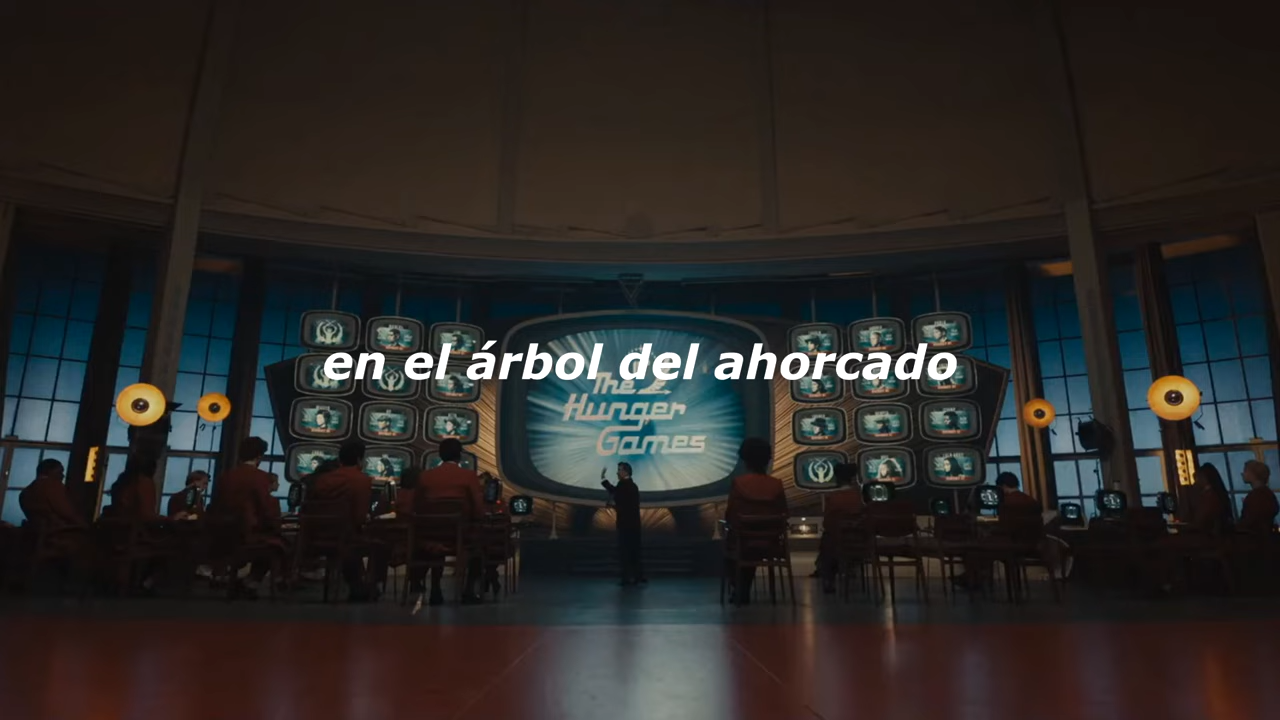 en el árbol del ahorcado
The
Hunger
Games